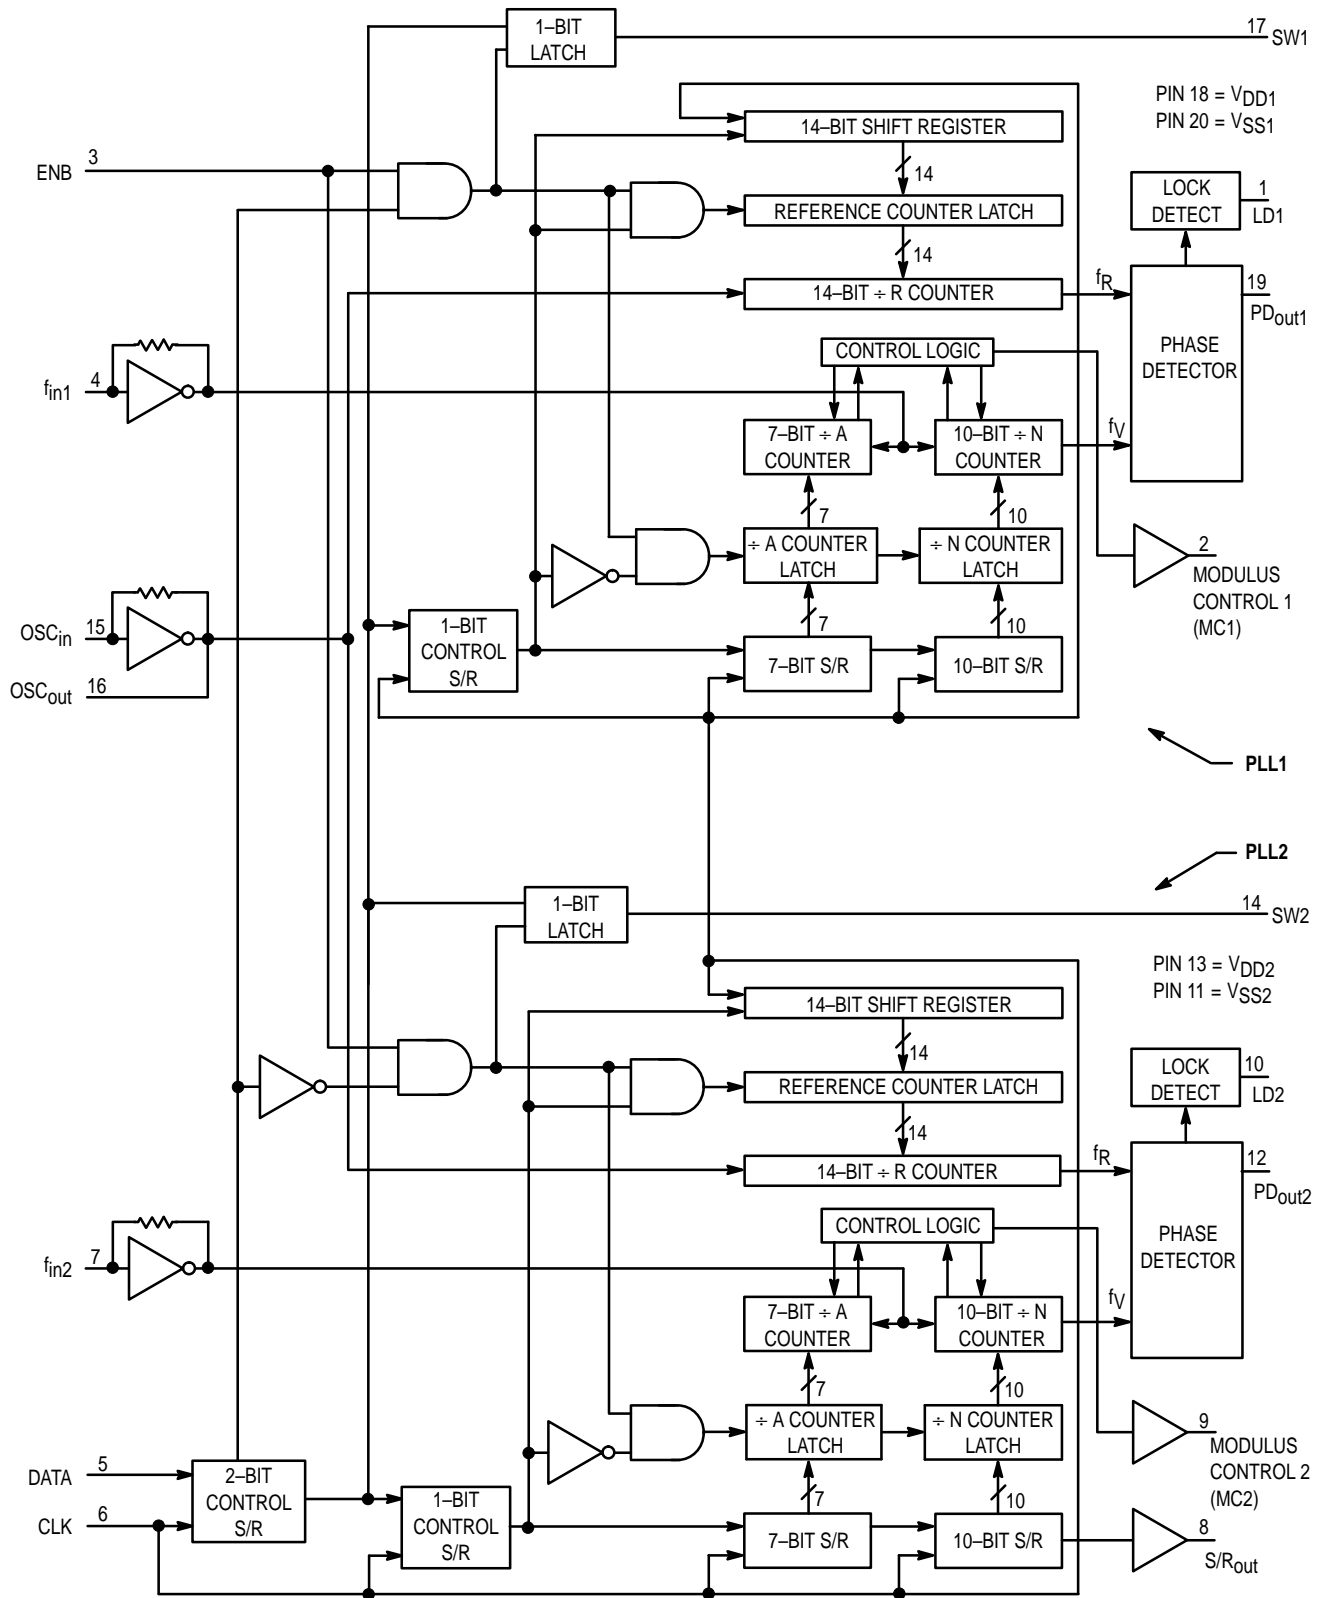 1–BIT
LATCH
17
SW1
PIN 18 = VDD1
PIN 20 = VSS1
14–BIT SHIFT REGISTER
ENB
3
14
LOCK
DETECT
1
LD1
REFERENCE COUNTER LATCH
14
14–BIT ÷ R COUNTER
fR
19
PDout1
PHASE
DETECTOR
CONTROL LOGIC
fin1
4
7–BIT ÷ A
COUNTER
10–BIT ÷ N
COUNTER
fV
7
10
÷ A COUNTER
LATCH
÷ N COUNTER
LATCH
2
MODULUS
CONTROL 1
(MC1)
OSCin
15
OSCout
16
1–BIT
CONTROL
S/R
7
10
7–BIT S/R
10–BIT S/R
PLL1
PLL2
1–BIT
LATCH
14
SW2
PIN 13 = VDD2
PIN 11 = VSS2
14–BIT SHIFT REGISTER
14
LOCK
DETECT
10
LD2
REFERENCE COUNTER LATCH
14
14–BIT ÷ R COUNTER
fR
12
PDout2
PHASE
DETECTOR
CONTROL LOGIC
fin2
7
7–BIT ÷ A
COUNTER
10–BIT ÷ N
COUNTER
fV
7
10
÷ A COUNTER
LATCH
÷ N COUNTER
LATCH
9
MODULUS
CONTROL 2
(MC2)
DATA
5
CLK
6
2–BIT
CONTROL
S/R
1–BIT
CONTROL
S/R
7
10
7–BIT S/R
10–BIT S/R
8
S/Rout